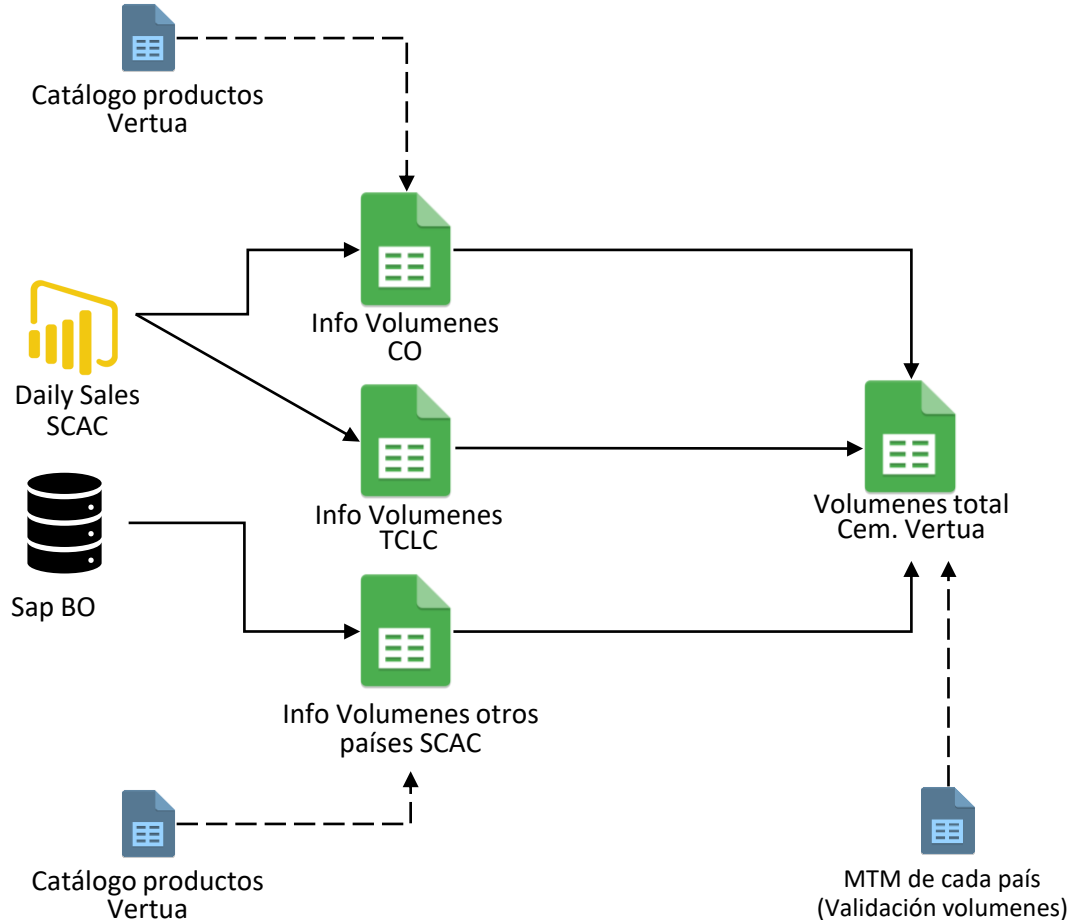 Catálogo productos
Vertua
Info Volumenes
CO
Daily Sales
SCAC
Info Volumenes
TCLC
Volumenes total
Cem. Vertua
Sap BO
Info Volumenes otros
países SCAC
Catálogo productos
Vertua
MTM de cada país
(Validación volumenes)